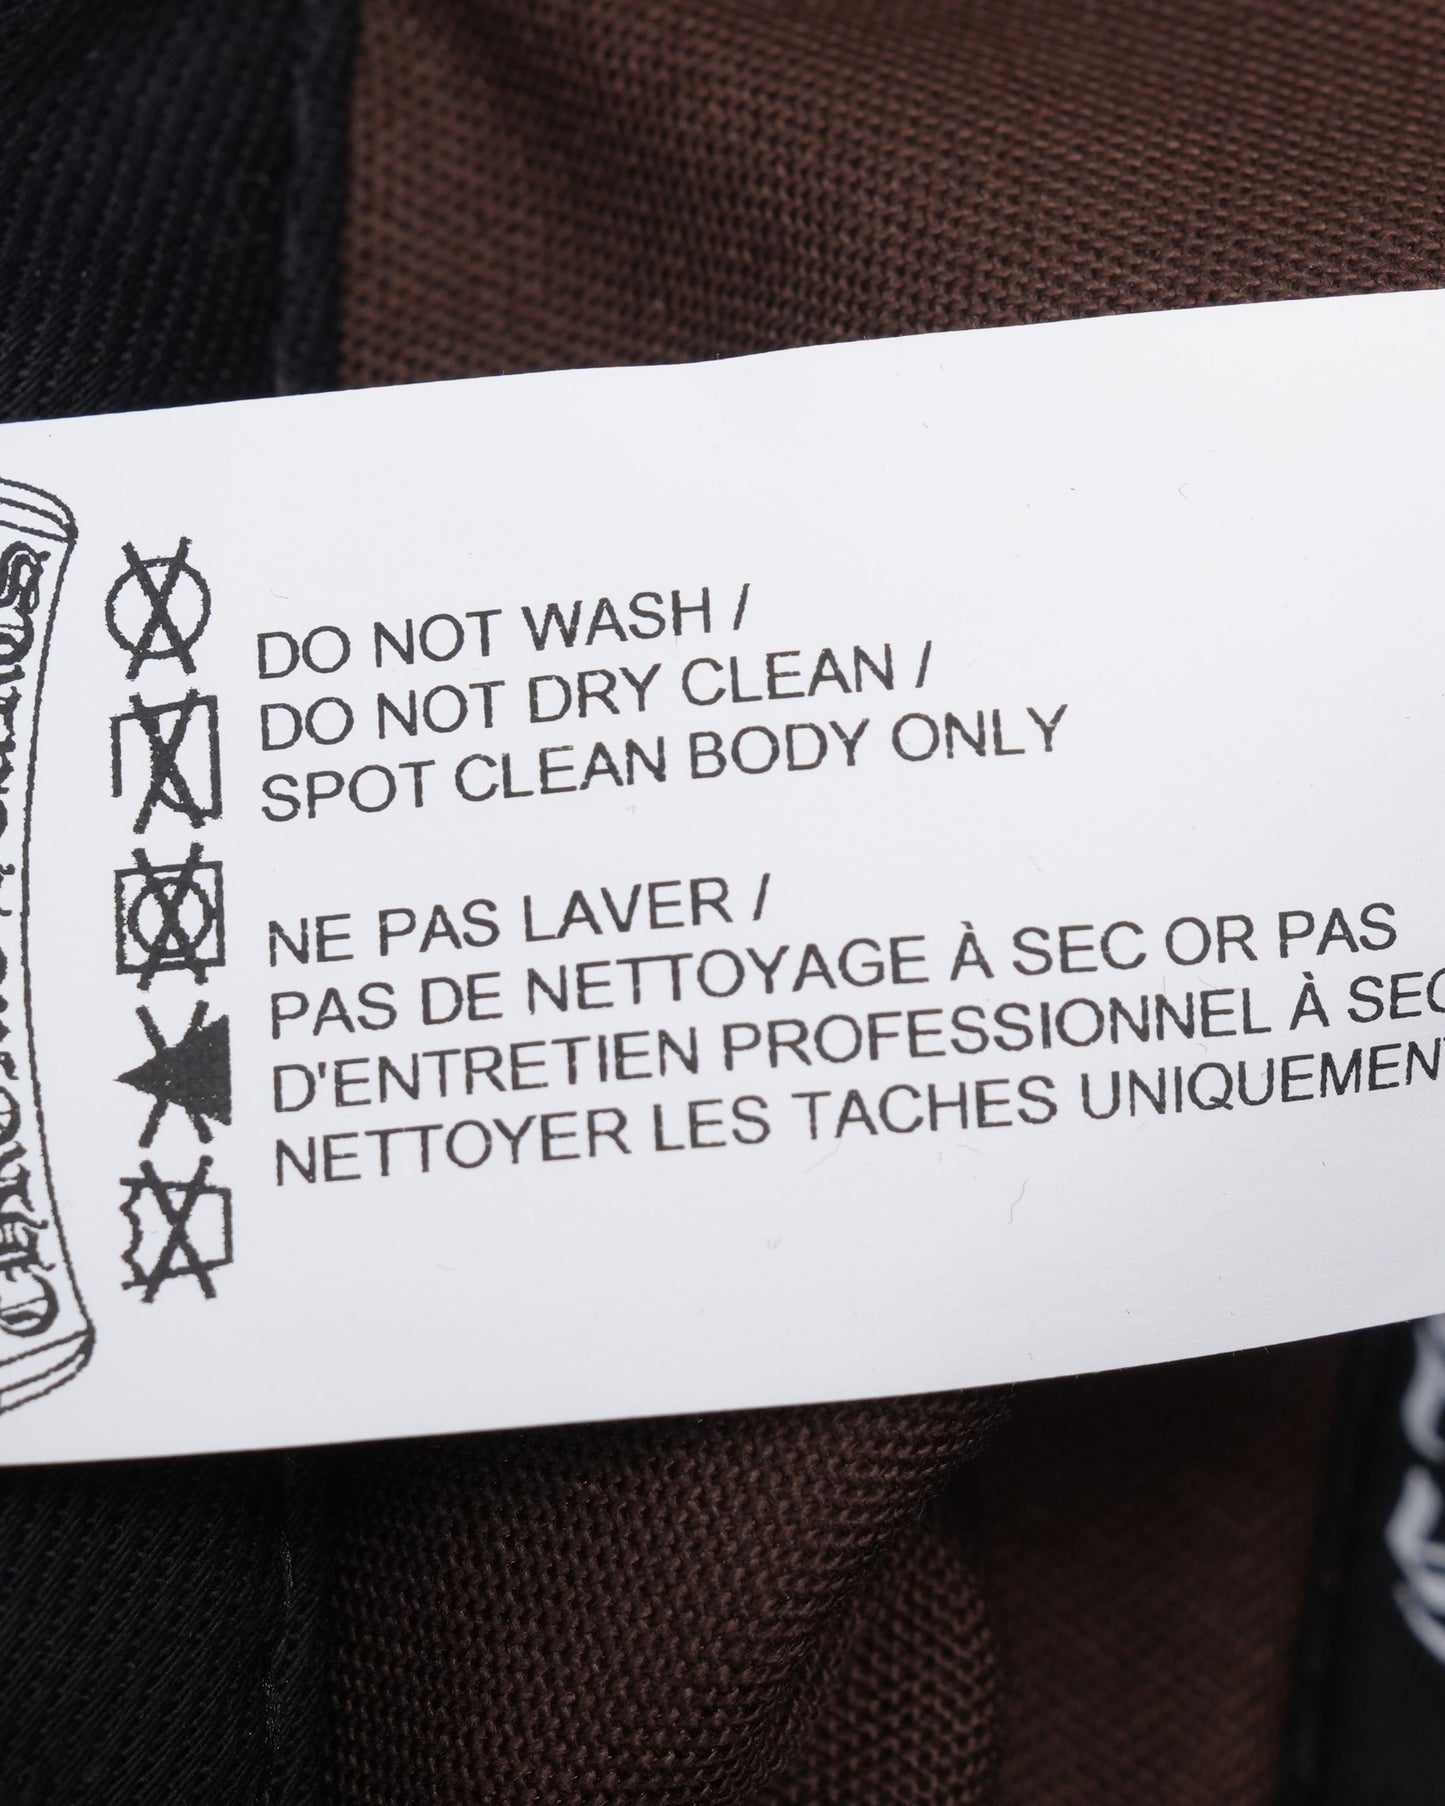 DO NOT WASH /
DO NOT DRY CLEAN /
SPOT CLEAN BODY ONLY
NE PAS LAVER /
PAS DE NETTOYAGE À SEC OR PAS
D'ENTRETIEN PROFESSIONNEL À SEC
NETTOYER LES TACHES UNIQUEMENT